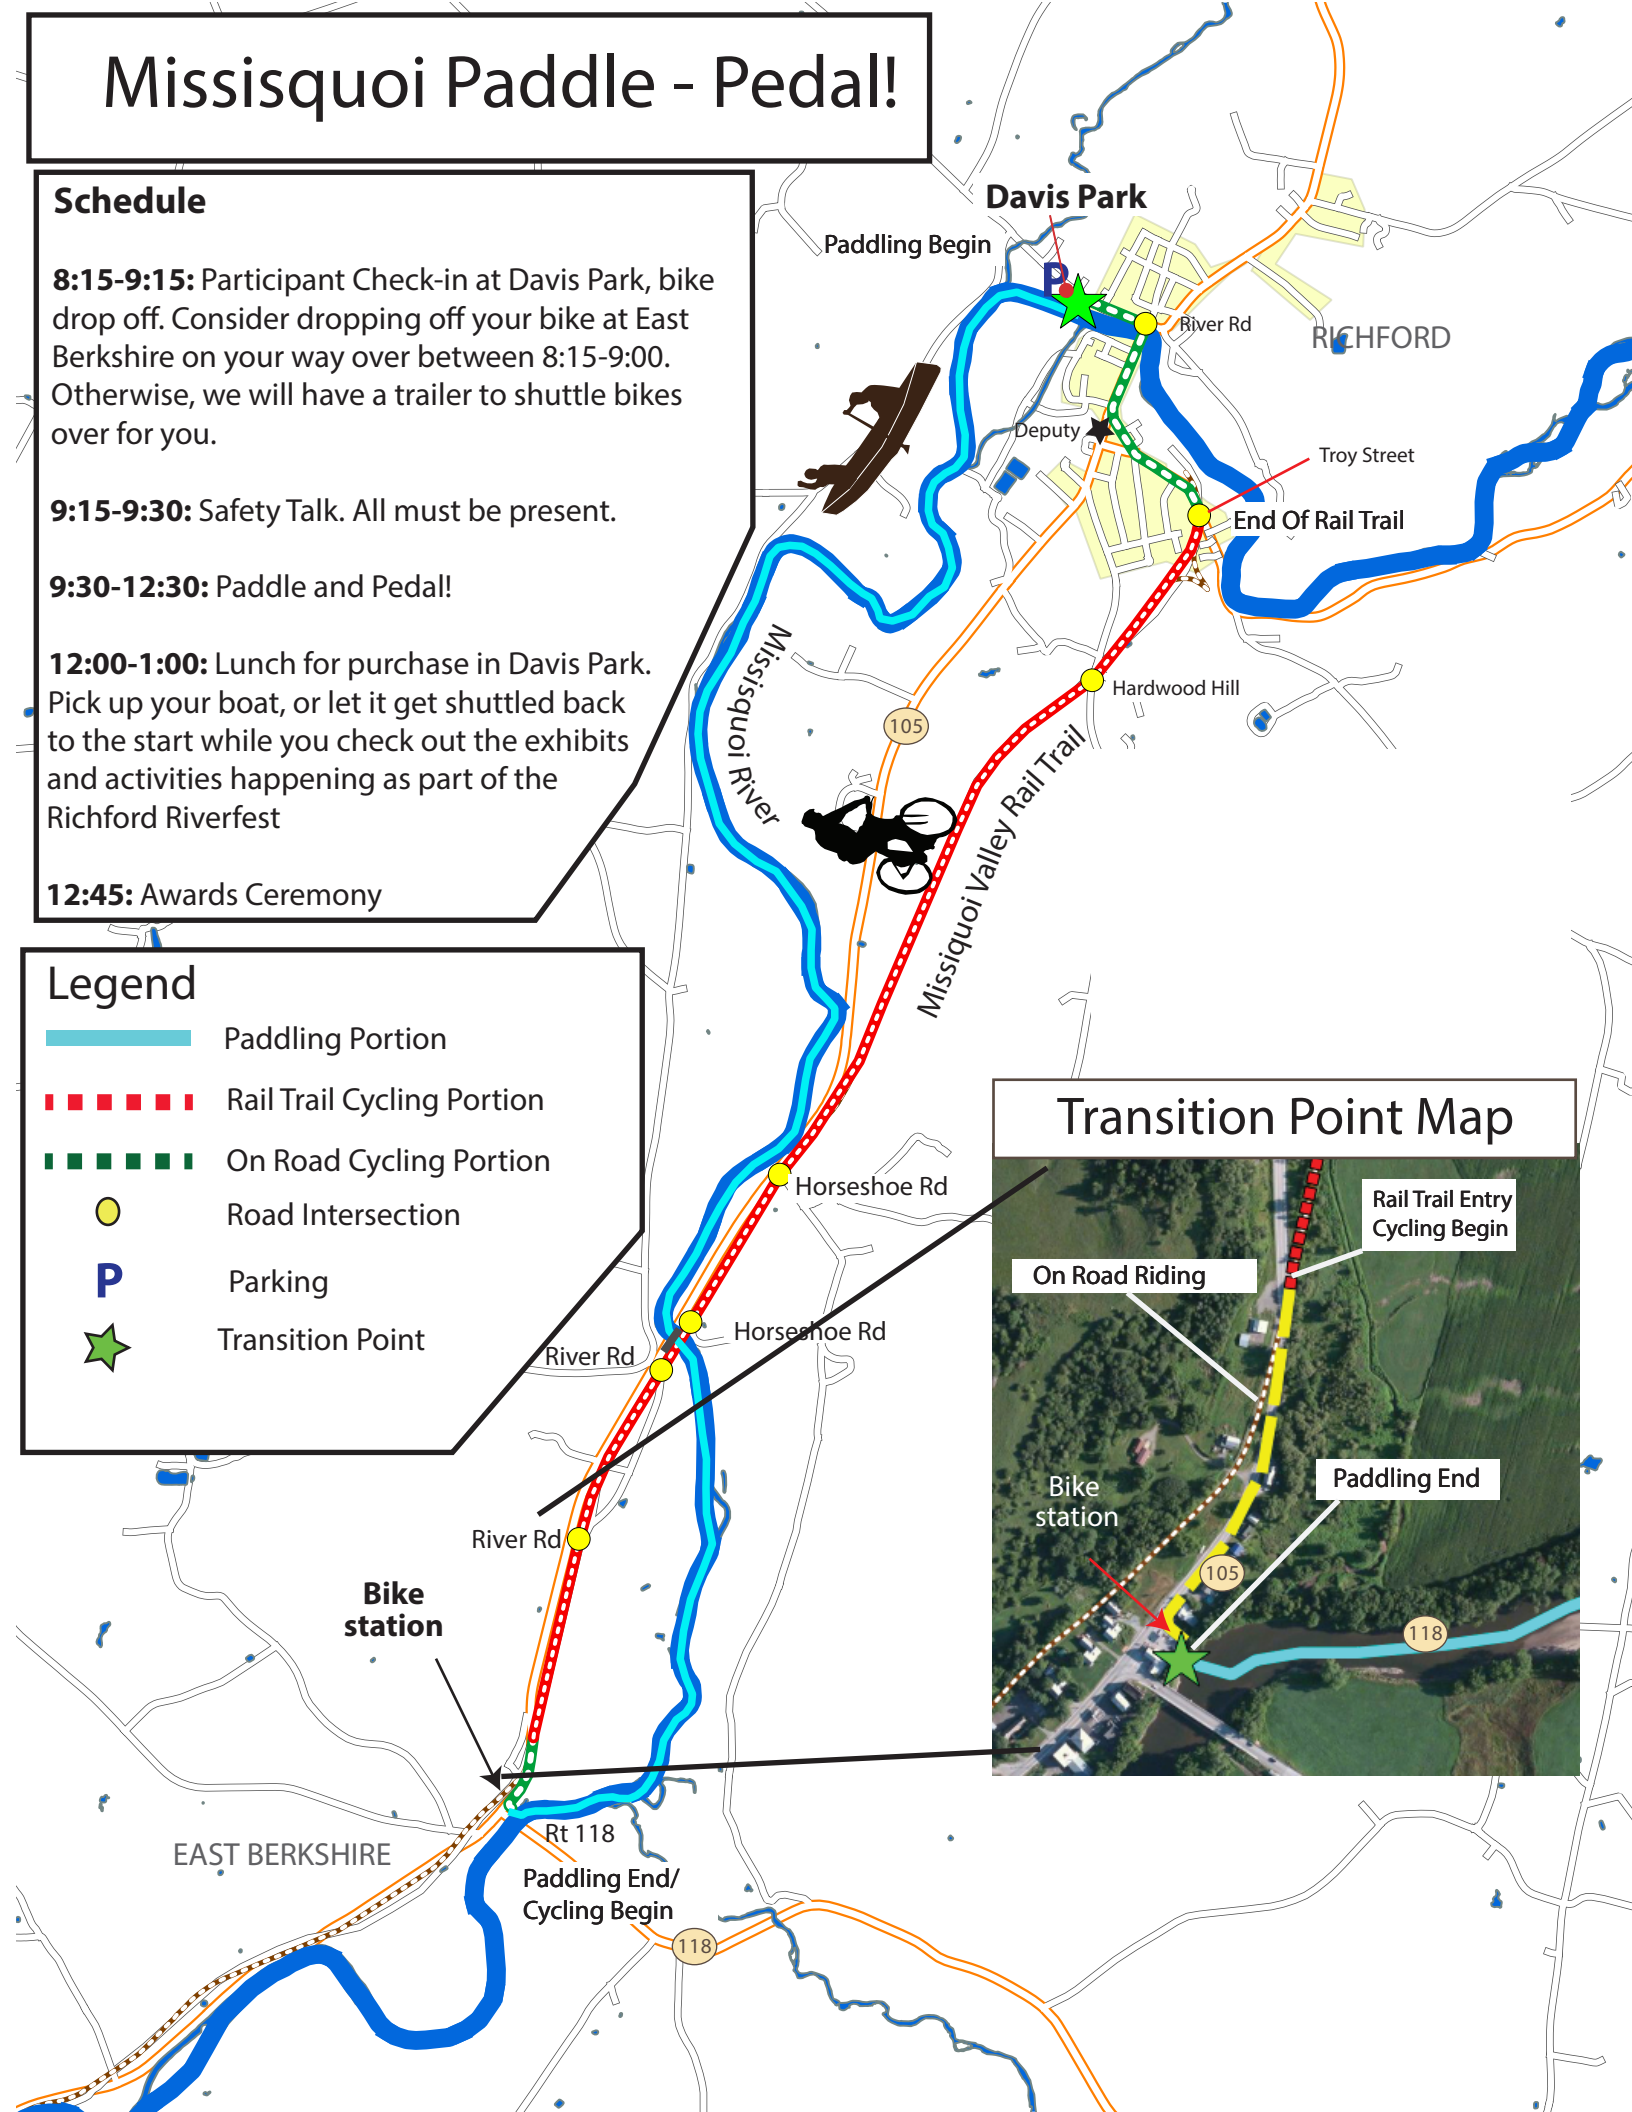 Missisquoi Paddle - Pedal!
Schedule
8:15-9:15: Participant Check-in at Davis Park, bike
drop off. Consider dropping off your bike at East
Berkshire on your way over between 8:15-9:00.
Otherwise, we will have a trailer to shuttle bikes
over for you.
9:15-9:30: Safety Talk. All must be present.
9:30-12:30: Paddle and Pedal!
12:00-1:00: Lunch for purchase in Davis Park.
Pick up your boat, or let it get shuttled back
to the start while you check out the exhibits
and activities happening as part of the
Richford Riverfest
12:45: Awards Ceremony
Davis Park
Paddling Begin
P
River Rd
RICHFORD
Deputy
Troy Street
End Of Rail Trail
Missisquoi River
Hardwood Hill
105
Missiquoi Valley Rail Trail
Legend
Paddling Portion
Rail Trail Cycling Portion
On Road Cycling Portion
Road Intersection
P
Parking
Transition Point
Horseshoe Rd
Horseshoe Rd
River Rd
River Rd
Bike
station
EAST BERKSHIRE
Rt 118
Paddling End/
Cycling Begin
118
Transition Point Map
Rail Trail Entry
Cycling Begin
On Road Riding
Paddling End
Bike
station
105
118